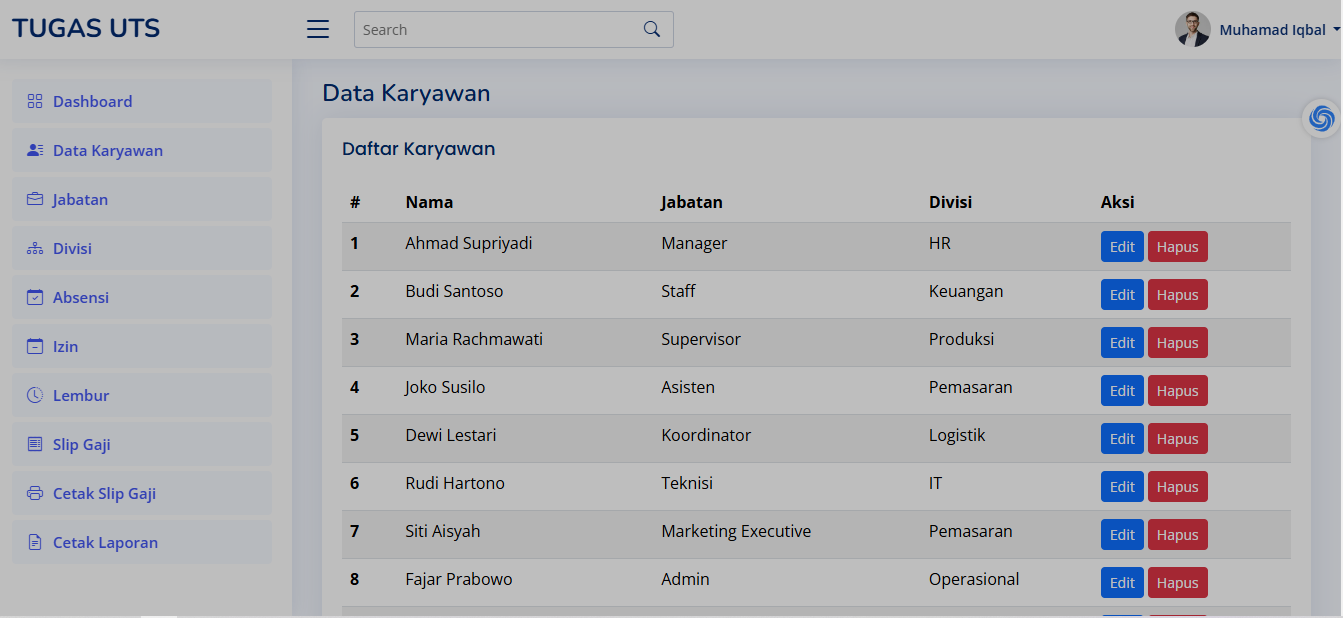 TUGAS UTS
Search
Muhamad Iqbal
Dashboard
Data Karyawan
Jabatan
Divisi
Absensi
Izin
Lembur
Slip Gaji
Cetak Slip Gaji
Cetak Laporan
Data Karyawan
Daftar Karyawan
# Nama Jabatan Divisi Aksi
1 Ahmad Supriyadi Manager HR Edit Hapus
2 Budi Santoso Staff Keuangan Edit Hapus
3 Maria Rachmawati Supervisor Produksi Edit Hapus
4 Joko Susilo Asisten Pemasaran Edit Hapus
5 Dewi Lestari Koordinator Logistik Edit Hapus
6 Rudi Hartono Teknisi IT Edit Hapus
7 Siti Aisyah Marketing Executive Pemasaran Edit Hapus
8 Fajar Prabowo Admin Operasional Edit Hapus